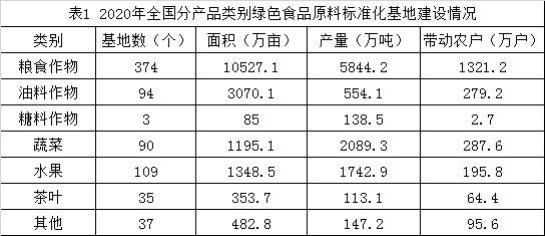 表1 2020年全国分产品类别绿色食品原料标准化基地建设情况
类别 基地数（个） 面积（万亩） 产量（万吨） 带动农户（万户）
粮食作物 374 10527.1 5844.2 1321.2
油料作物 94 3070.1 554.1 279.2
糖料作物 3 85 138.5 2.7
蔬菜 90 1195.1 2089.3 287.6
水果 109 1348.5 1742.9 195.8
茶叶 35 353.7 113.1 64.4
其他 37 482.8 147.2 95.6